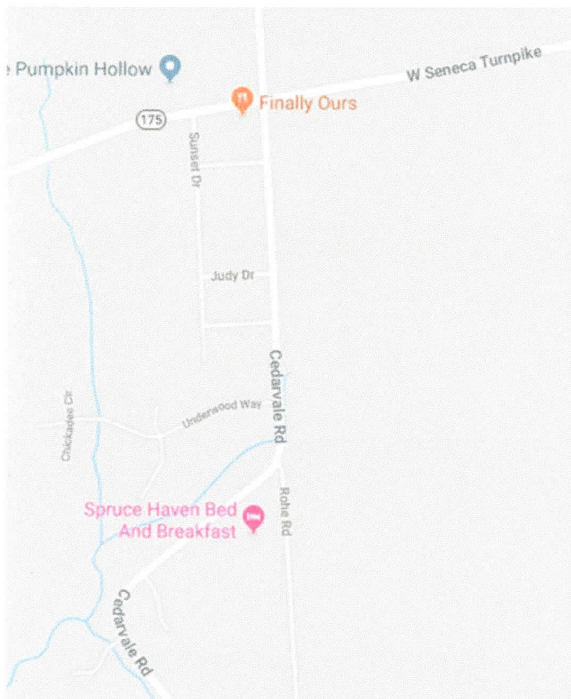 e Pumpkin Hollow
W Seneca Turnpike
Finally Ours
175
Sunset Dr
Judy Dr
Cedarvale Rd
Underwood Way
Chickadee Cir
Spruce Haven Bed
And Breakfast
Rohe Rd
Cedarvale Rd